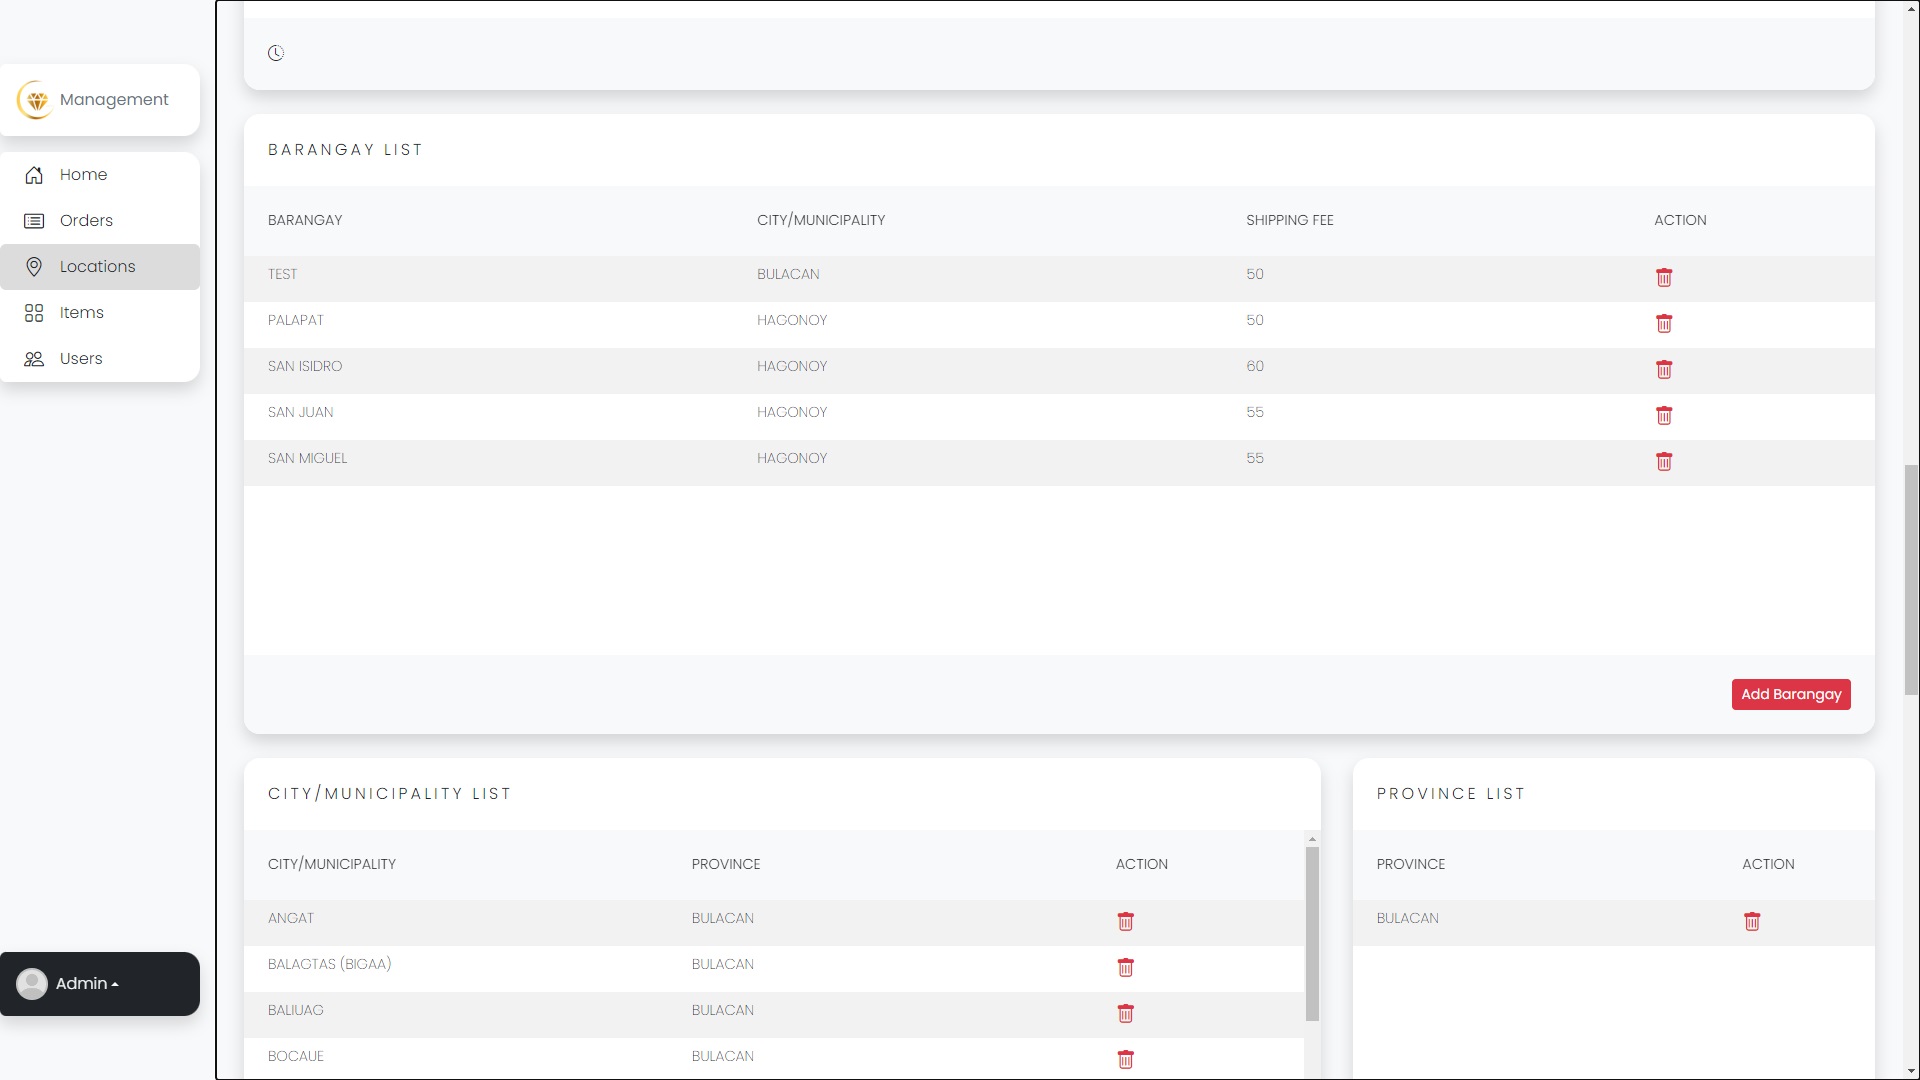 Management
Home
Orders
Locations
Items
Users
Admin
BARANGAY LIST
BARANGAY CITY/MUNICIPALITY SHIPPING FEE ACTION
TEST BULACAN 50
PALAPAT HAGONOY 50
SAN ISIDRO HAGONOY 60
SAN JUAN HAGONOY 55
SAN MIGUEL HAGONOY 55
Add Barangay
CITY/MUNICIPALITY LIST
CITY/MUNICIPALITY PROVINCE ACTION
ANGAT BULACAN
BALAGTAS (BIGAA) BULACAN
BALIUAG BULACAN
BOCAUE BULACAN
PROVINCE LIST
PROVINCE ACTION
BULACAN